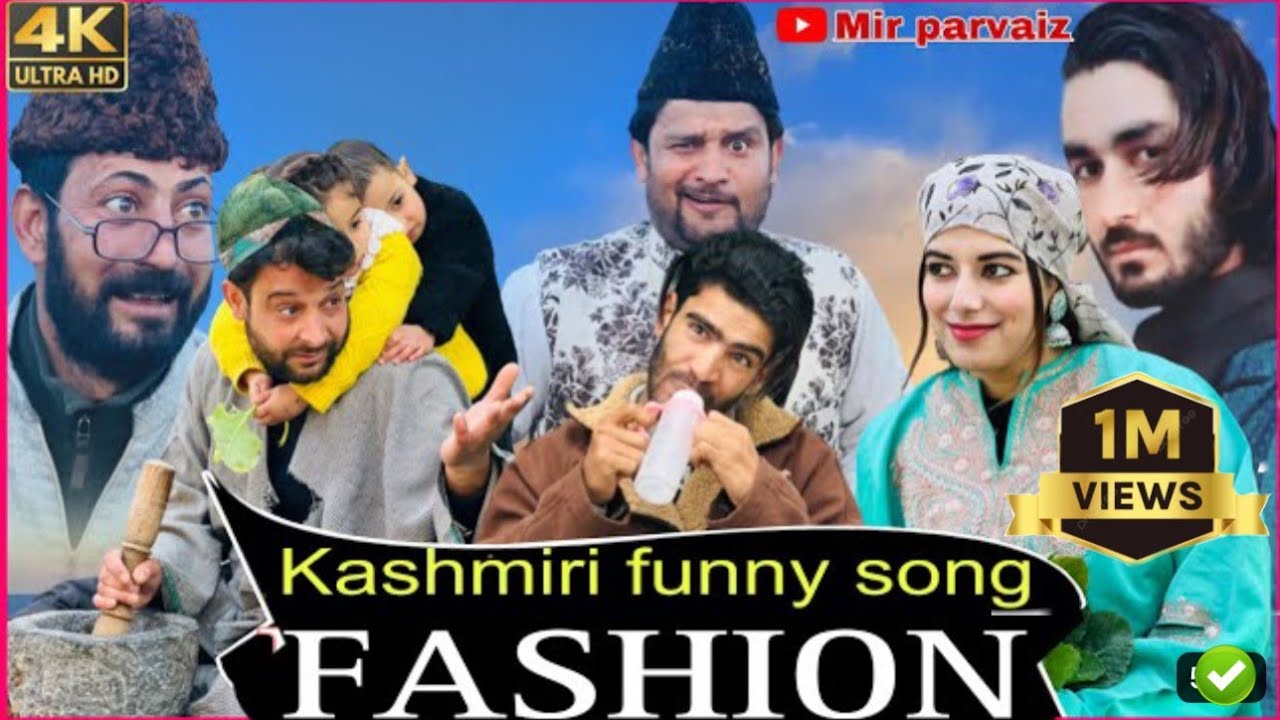 4K
ULTRA HD
Mir parvaiz
1M
VIEWS
Kashmiri funny song
FASHION